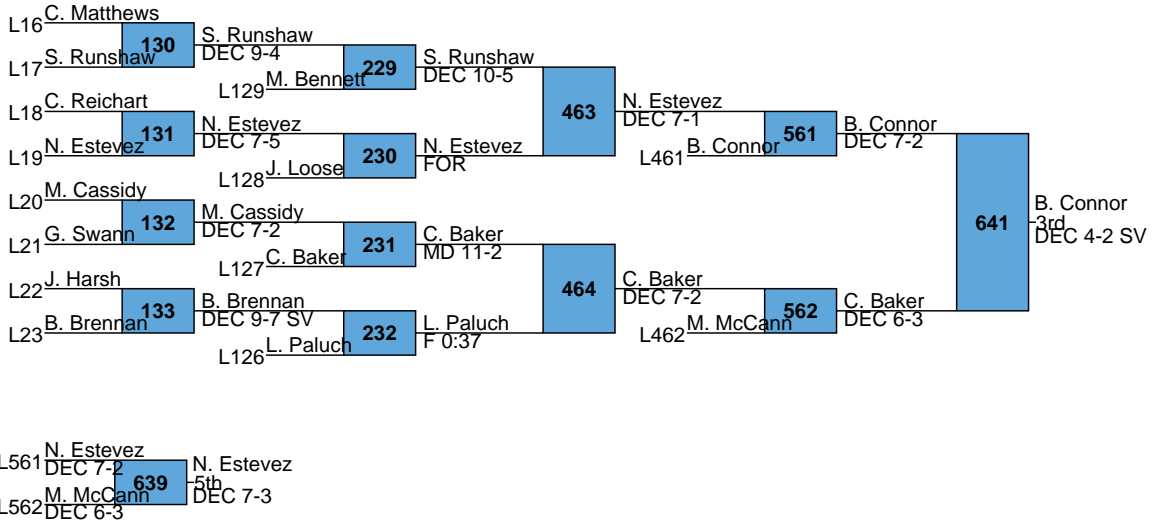 L16 C. Matthews
130
L17 S. Runshaw
S. Runshaw
DEC 9-4
L129 M. Bennett
229
S. Runshaw
DEC 10-5
L18 C. Reichart
131
L19 N. Estevez
N. Estevez
DEC 7-5
L128 J. Loose
230
N. Estevez
FOR
463
N. Estevez
DEC 7-1
L461 B. Connor
561
B. Connor
DEC 7-2
L20 M. Cassidy
132
L21 G. Swann
M. Cassidy
DEC 7-2
L127 C. Baker
231
C. Baker
MD 11-2
L22 J. Harsh
133
L23 B. Brennan
B. Brennan
DEC 9-7 SV
L126 L. Paluch
232
L. Paluch
F 0:37
464
C. Baker
DEC 7-2
L462 M. McCann
562
C. Baker
DEC 6-3
641
B. Connor
3rd
DEC 4-2 SV
L561 N. Estevez
DEC 7-2
639
L562 M. McCann
DEC 6-3
N. Estevez
5th
DEC 7-3